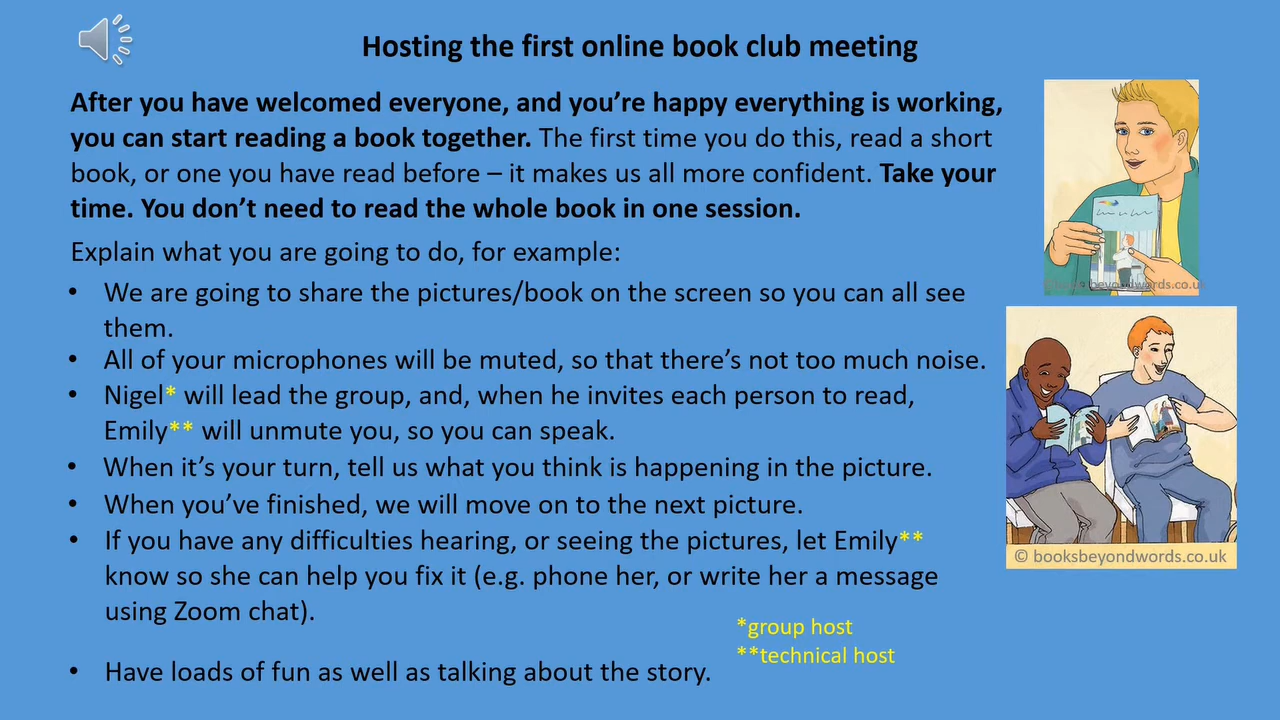 Hosting the first online book club meeting
After you have welcomed everyone, and you’re happy everything is working,
you can start reading a book together. The first time you do this, read a short
book, or one you have read before – it makes us all more confident. Take your
time. You don’t need to read the whole book in one session.
Explain what you are going to do, for example:
• We are going to share the pictures/book on the screen so you can all see
them.
• All of your microphones will be muted, so that there’s not too much noise.
• Nigel* will lead the group, and, when he invites each person to read,
Emily** will unmute you, so you can speak.
• When it’s your turn, tell us what you think is happening in the picture.
• When you’ve finished, we will move on to the next picture.
• If you have any difficulties hearing, or seeing the pictures, let Emily**
know so she can help you fix it (e.g. phone her, or write her a message
using Zoom chat).
• Have loads of fun as well as talking about the story.
*group host
**technical host
beyondwords.co.u
© booksbeyondwords.co.uk